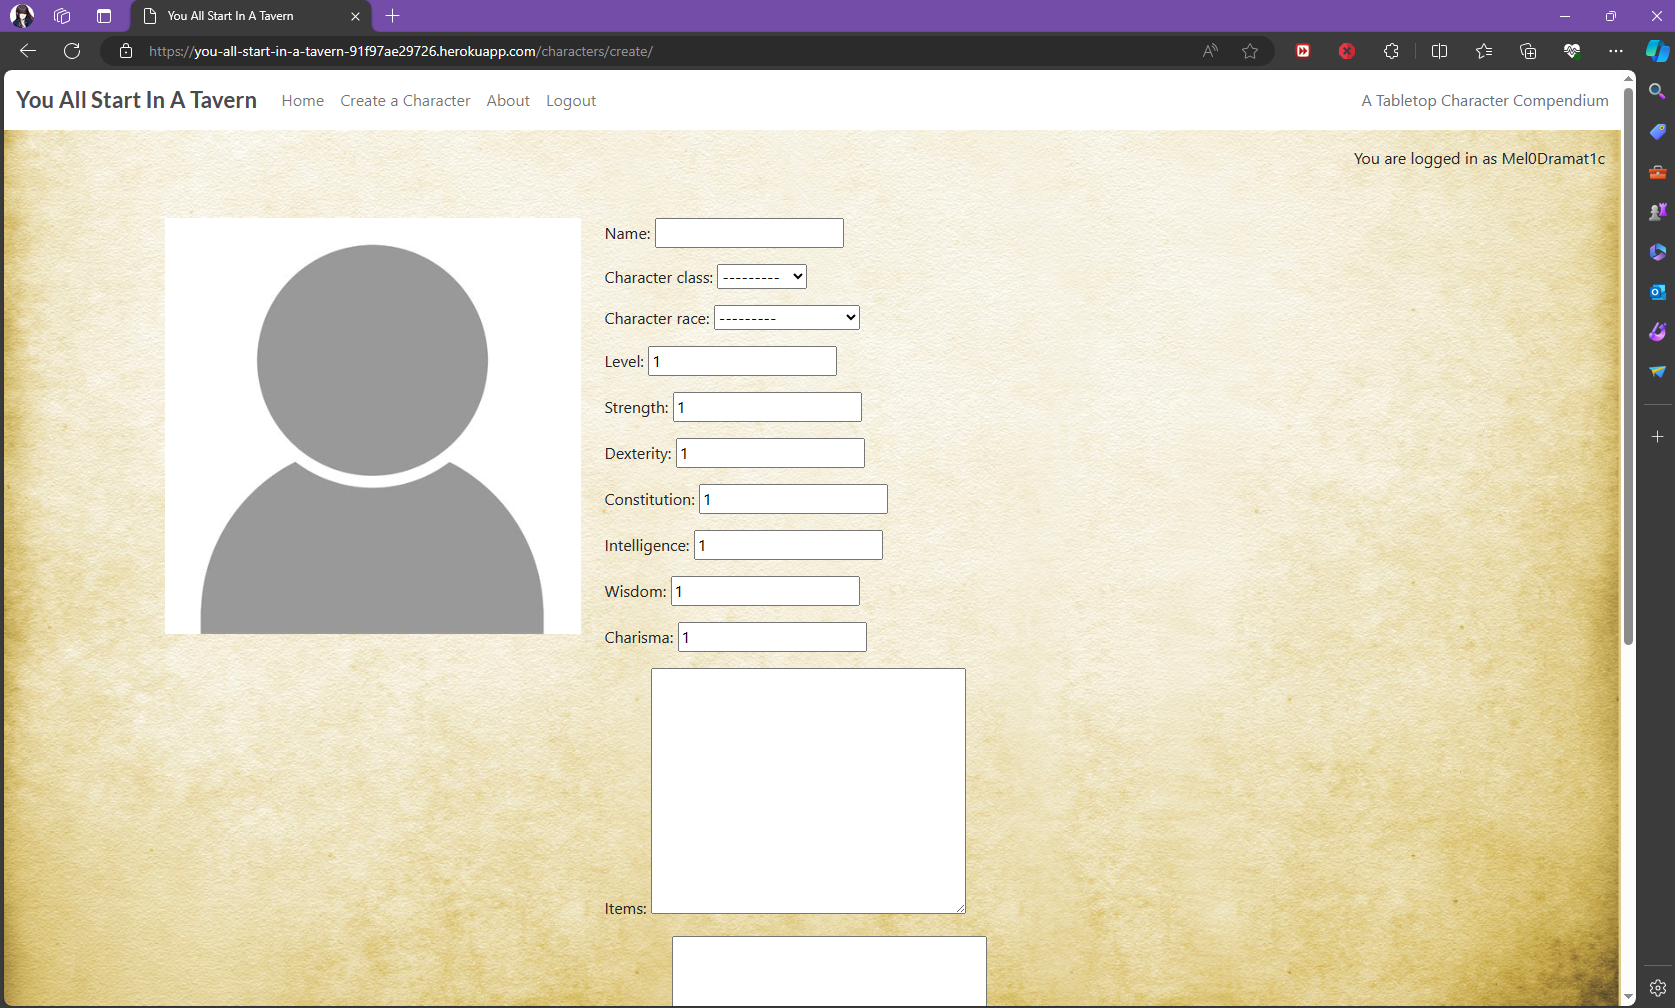 You All Start In A Tavern
https://you-all-start-in-a-tavern-91f97ae29726.herokuapp.com/characters/create/
You All Start In A Tavern Home Create a Character About Logout A Tabletop Character Compendium
You are logged in as Mel0Dramat1c
Name:
Character class: ---------
Character race: ---------
Level: 1
Strength: 1
Dexterity: 1
Constitution: 1
Intelligence: 1
Wisdom: 1
Charisma: 1
Items: